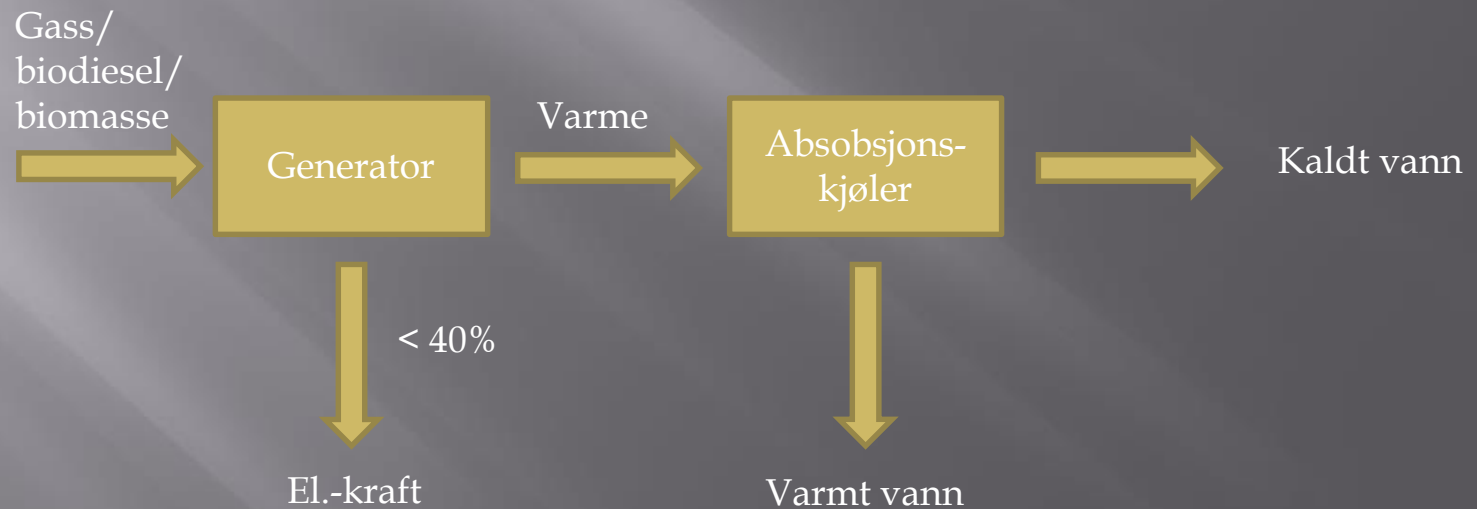 Gass/
biodiesel/
biomasse
Generator
Varme
Absobsjons-
kjøler
Kaldt vann
< 40%
El.-kraft
Varmt vann